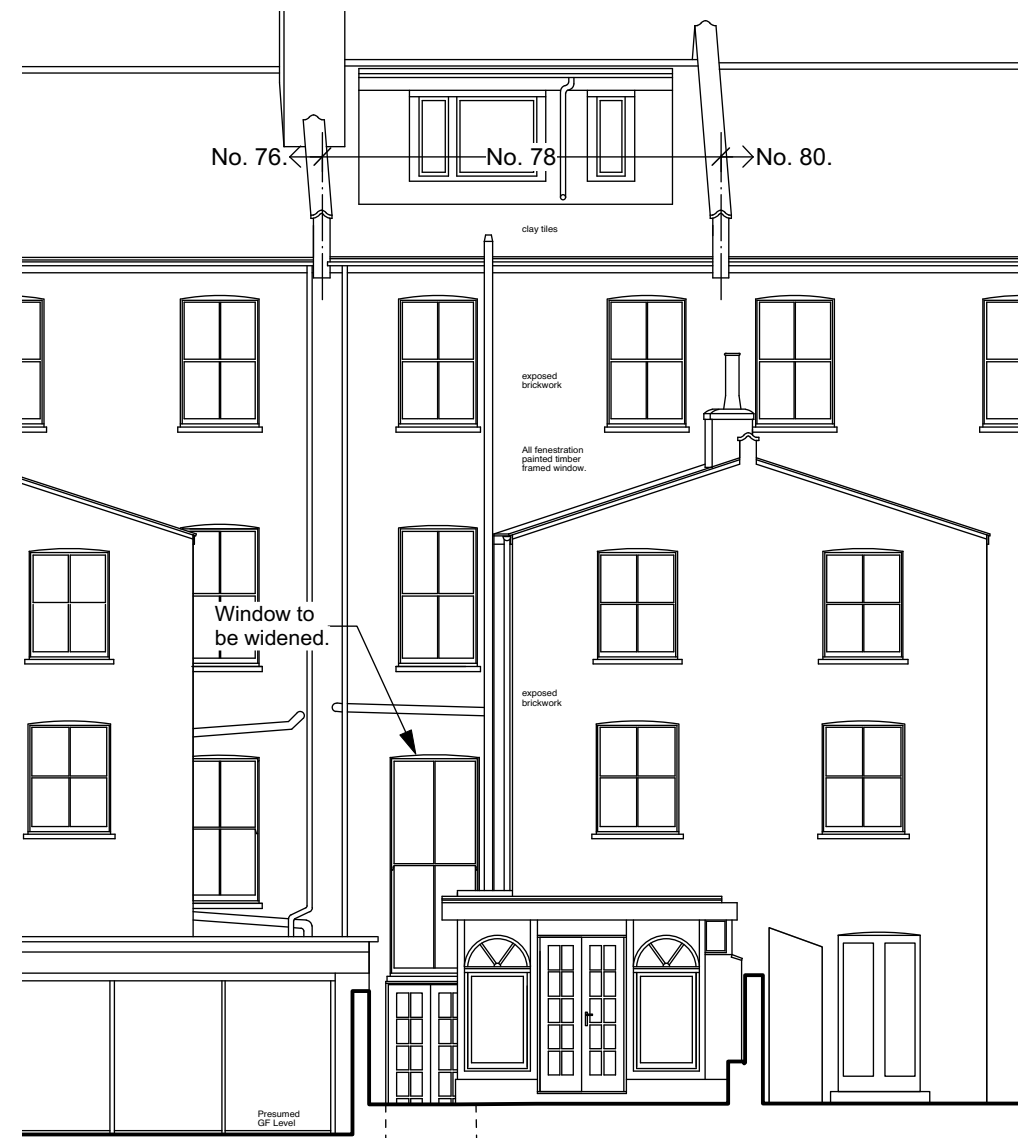 No. 76.
No. 78
No. 80.
clay tiles
exposed
brickwork
All fenestration
painted timber
framed window.
Window to
be widened.
exposed
brickwork
Presumed
GF Level